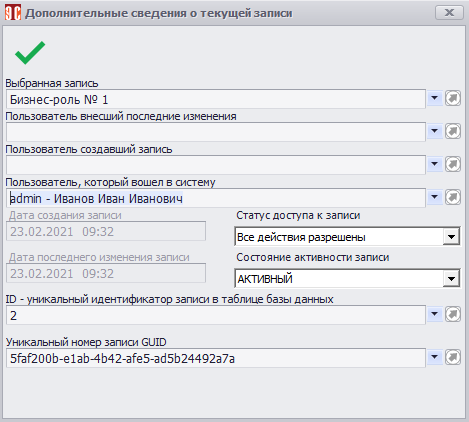 Дополнительные сведения о текущей записи
Выбранная запись
Бизнес-роль № 1
Пользователь внесший последние изменения
Пользователь создавший запись
Пользователь, который вошел в систему
admin - Иванов Иван Иванович
Дата создания записи
23.02.2021 09:32
Статус доступа к записи
Все действия разрешены
Дата последнего изменения записи
23.02.2021 09:32
Состояние активности записи
АКТИВНЫЙ
ID - уникальный идентификатор записи в таблице базы данных
2
Уникальный номер записи GUID
5faf200b-e1ab-4b42-afe5-ad5b24492a7a